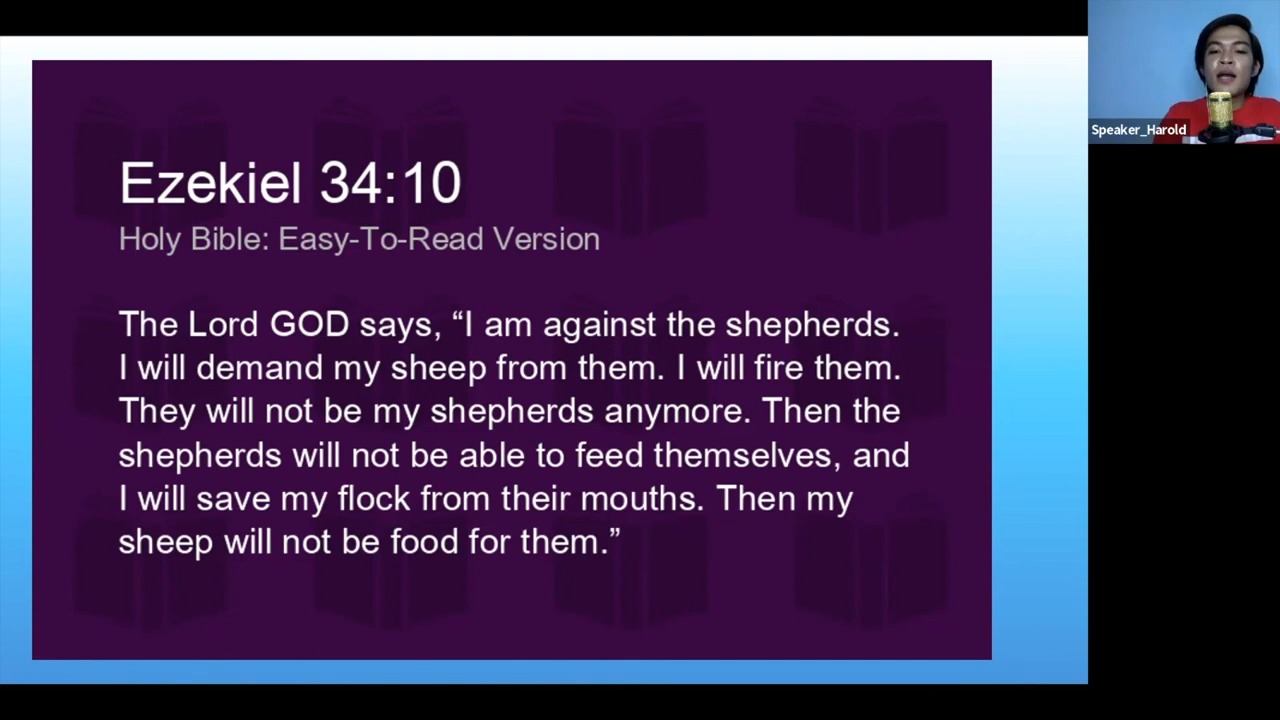 Ezekiel 34:10
Holy Bible: Easy-To-Read Version
The Lord GOD says, “I am against the shepherds.
I will demand my sheep from them. I will fire them.
They will not be my shepherds anymore. Then the
shepherds will not be able to feed themselves, and
I will save my flock from their mouths. Then my
sheep will not be food for them.”
Speaker_Harold